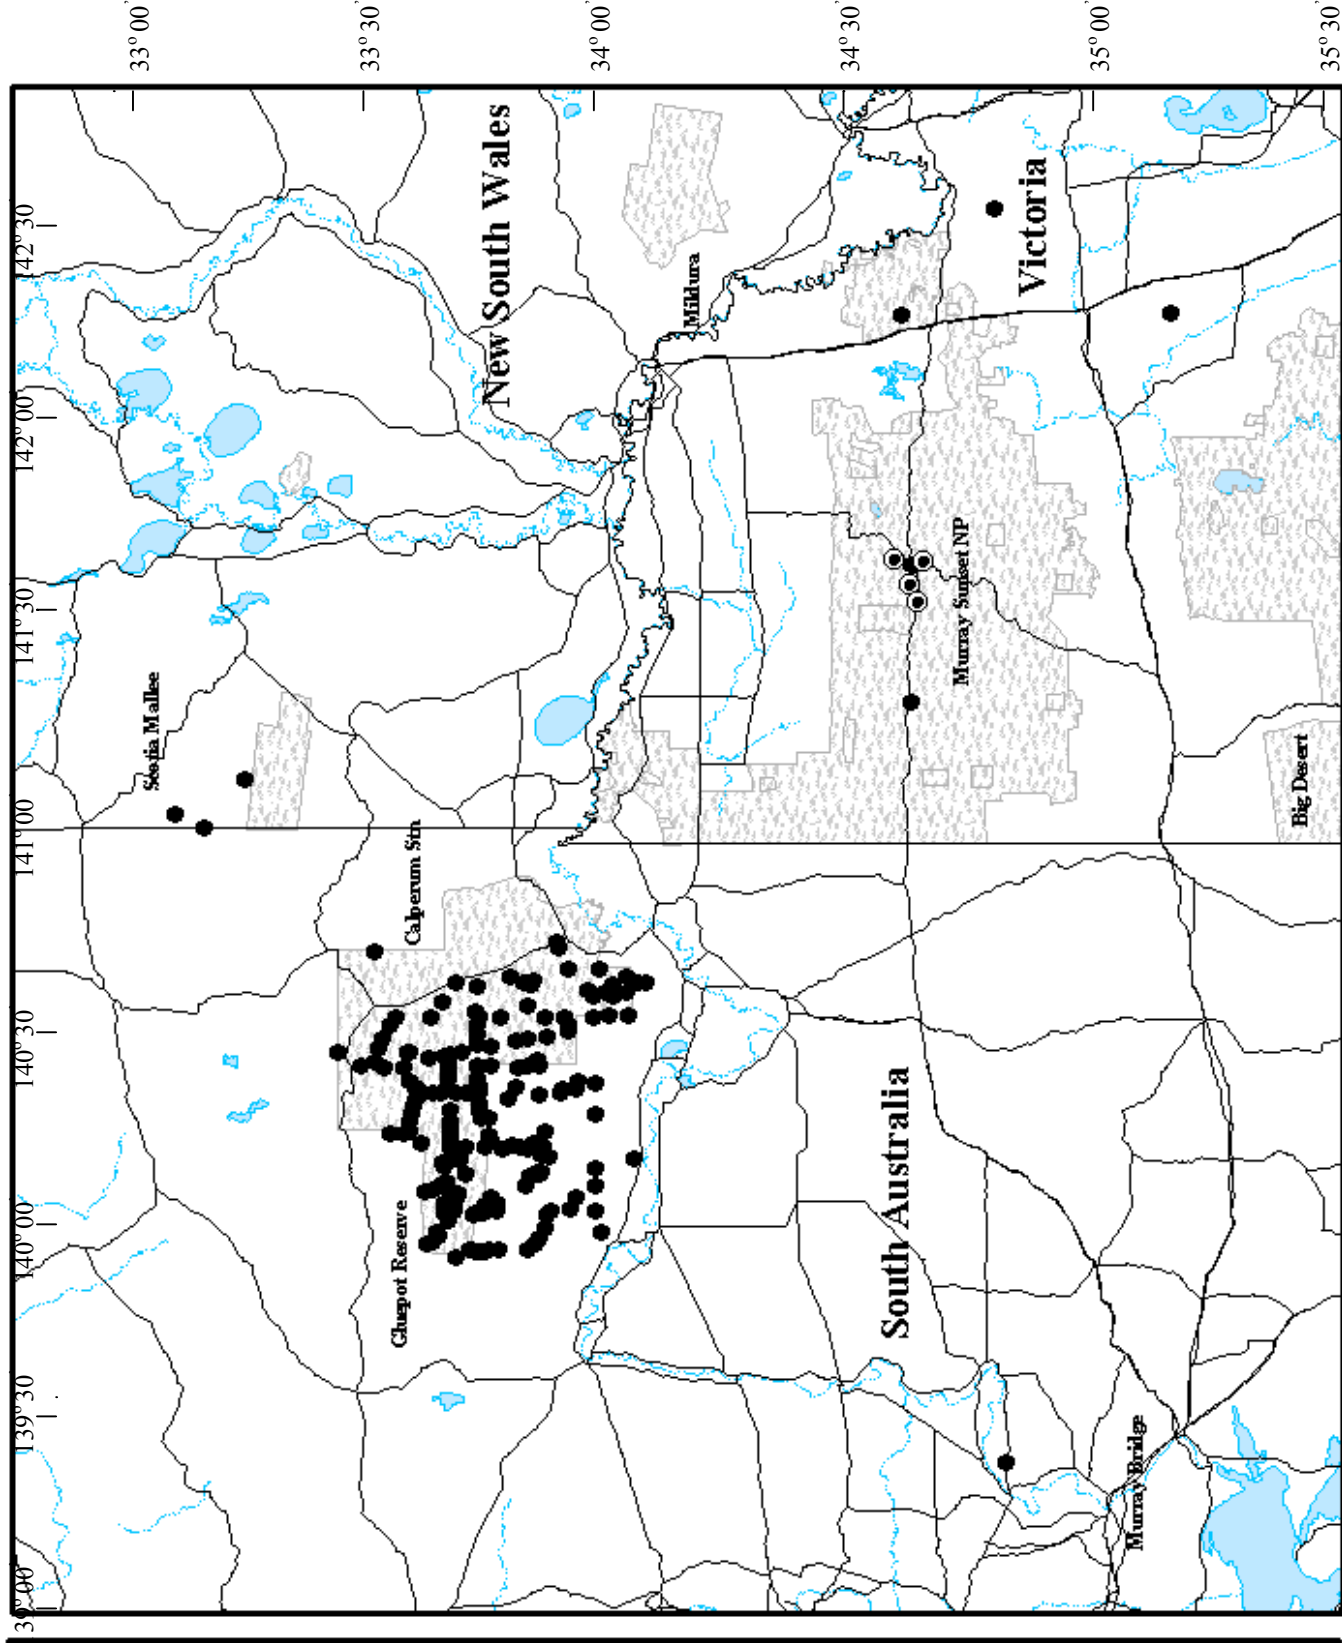 33°00'
33°30'
34°00'
34°30'
35°00'
35°30'
142°30'
142°00'
141°30'
141°00'
140°30'
140°00'
139°30'
39°00'
New South Wales
Victoria
Mildura
Scotia Mallee
Murray Sunset NP
Big Desert
Calperum Stn
Gluepot Reserve
South Australia
Murray Bridge